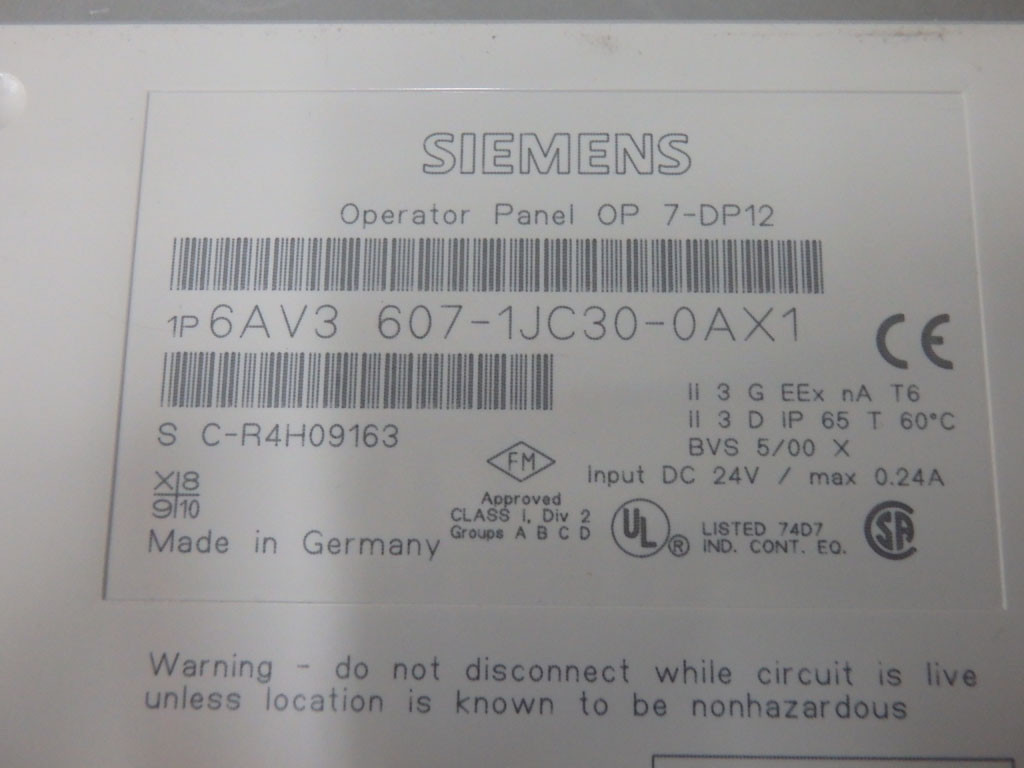 SIEMENS
Operator Panel OP 7-DP12
1P 6AV3 607-1JC30-0AX1
CE
II 3 G EEx nA T6
II 3 D IP 65 T 60°C
BVS 5/00 X
S C-R4H09163
FM
Input DC 24V / max 0.24A
X 8
9 10
Approved
CLASS I, Div 2
Groups A B C D
UL ®
LISTED 74D7
IND. CONT. EQ.
SA
Made in Germany
Warning - do not disconnect while circuit is live
unless location is known to be nonhazardous